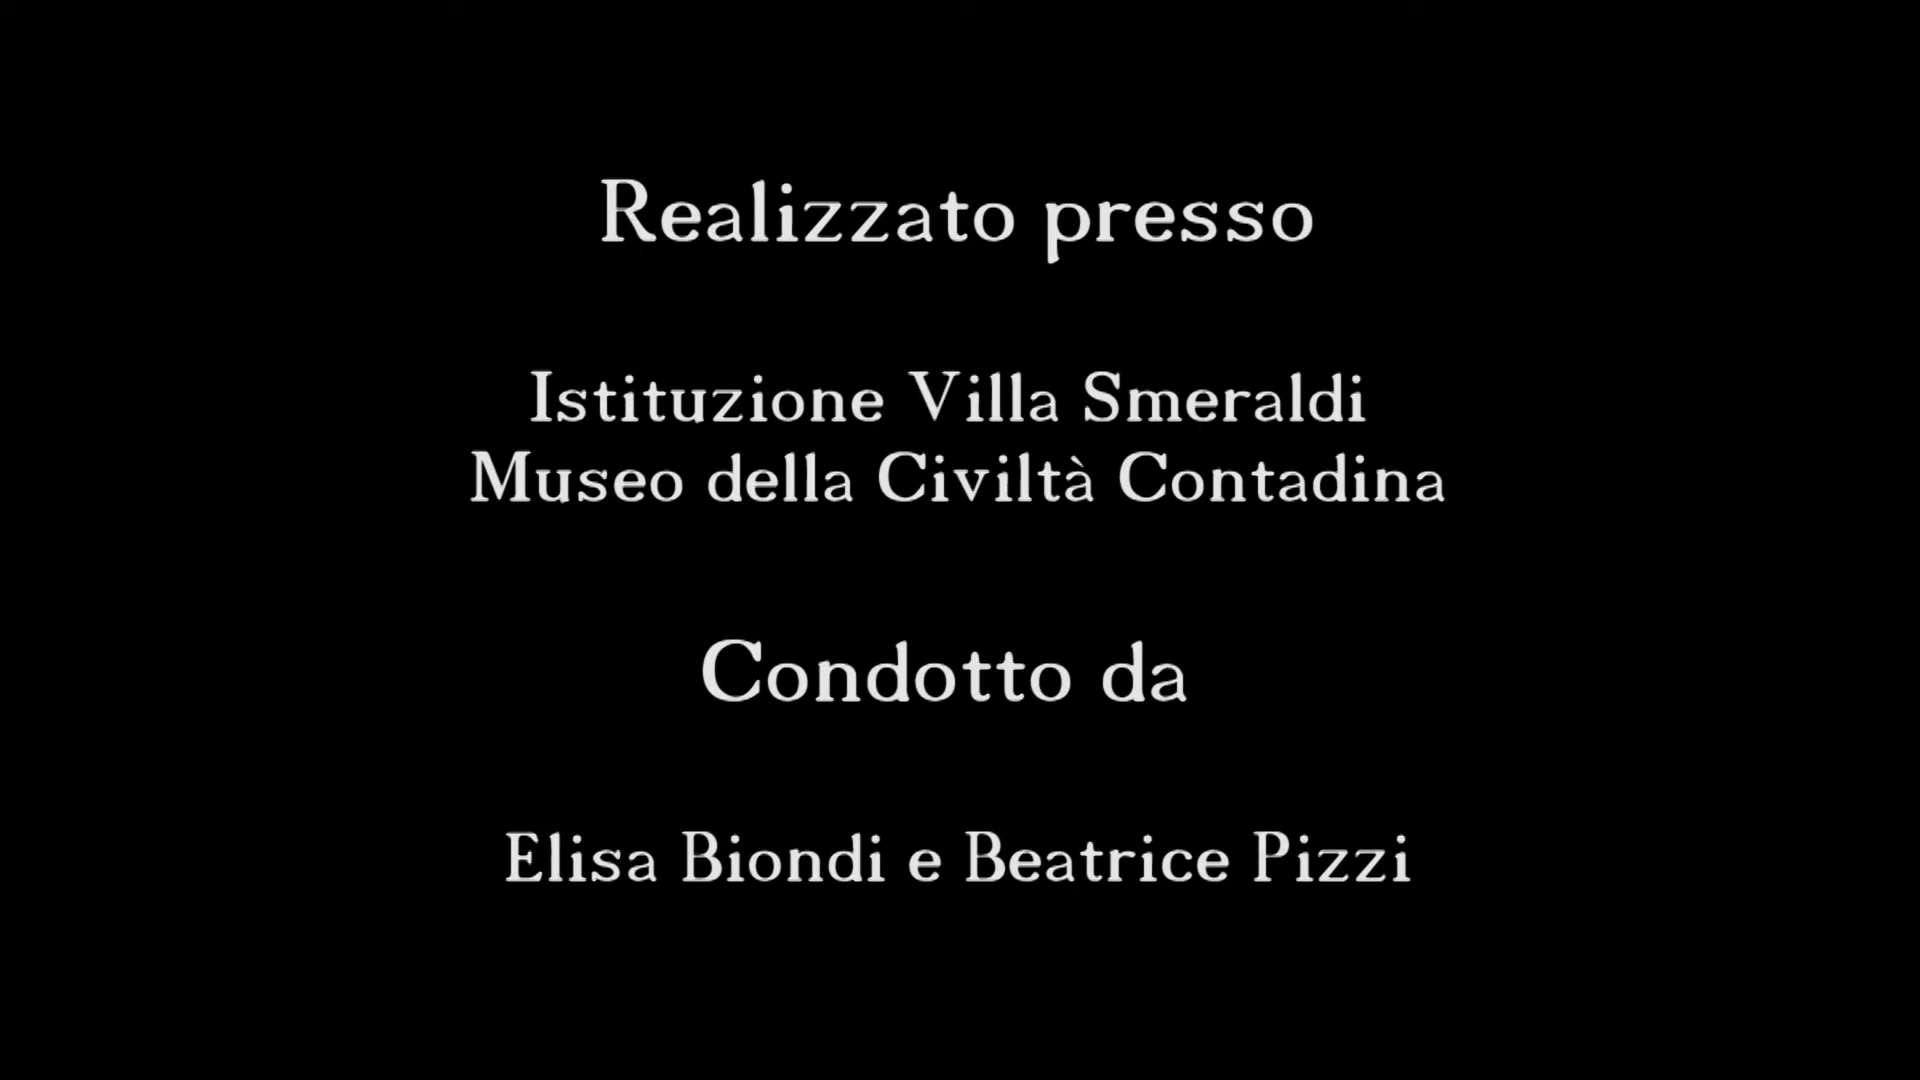 Realizzato presso
Istituzione Villa Smeraldi
Museo della Civiltà Contadina
Condotto da
Elisa Biondi e Beatrice Pizzi